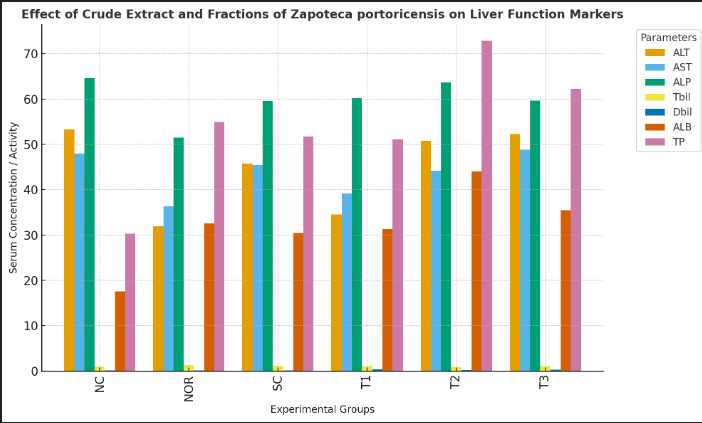 Effect of Crude Extract and Fractions of Zapoteca portoricensis on Liver Function Markers
Parameters
ALT
AST
ALP
Tbil
Dbil
ALB
TP
Serum Concentration / Activity
70
60
50
40
30
20
10
0
NC
NOR
SC
T1
T2
T3
Experimental Groups